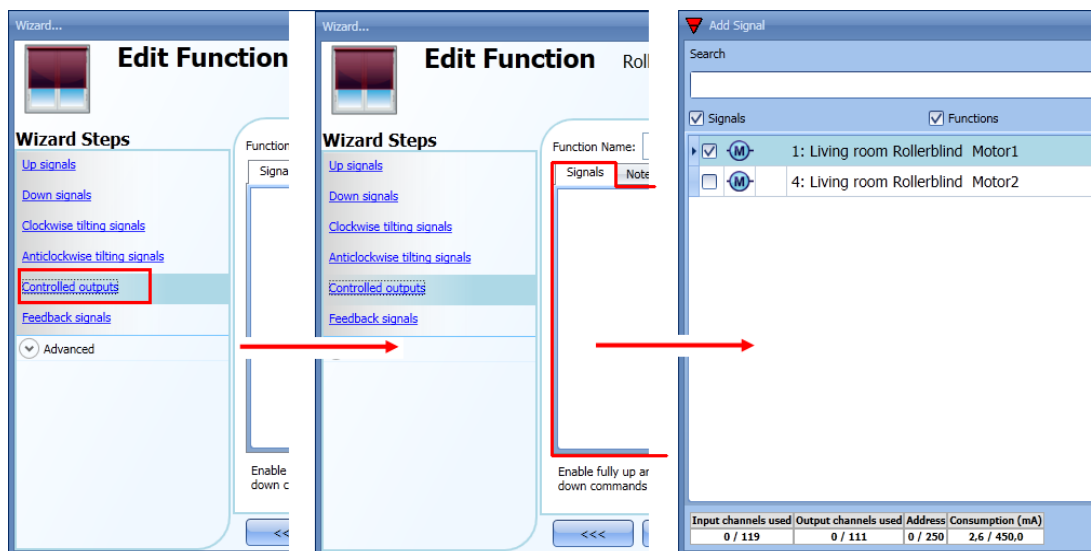 Wizard...
Edit Function
Wizard Steps
Up signals
Down signals
Clockwise tilting signals
Anticlockwise tilting signals
Controlled outputs
Feedback signals
Advanced
Function
Signa
Enable
down c
<<
Wizard...
Edit Function Roll
Wizard Steps
Up signals
Down signals
Clockwise tilting signals
Anticlockwise tilting signals
Controlled outputs
Feedback signals
Function Name:
Signals Note
Enable fully up ar
down commands
<<<
Add Signal
Search
Signals Functions
M 1: Living room Rollerblind Motor1
M 4: Living room Rollerblind Motor2
Input channels used Output channels used Address Consumption (mA)
0 / 119 0 / 111 0 / 250 2,6 / 450,0